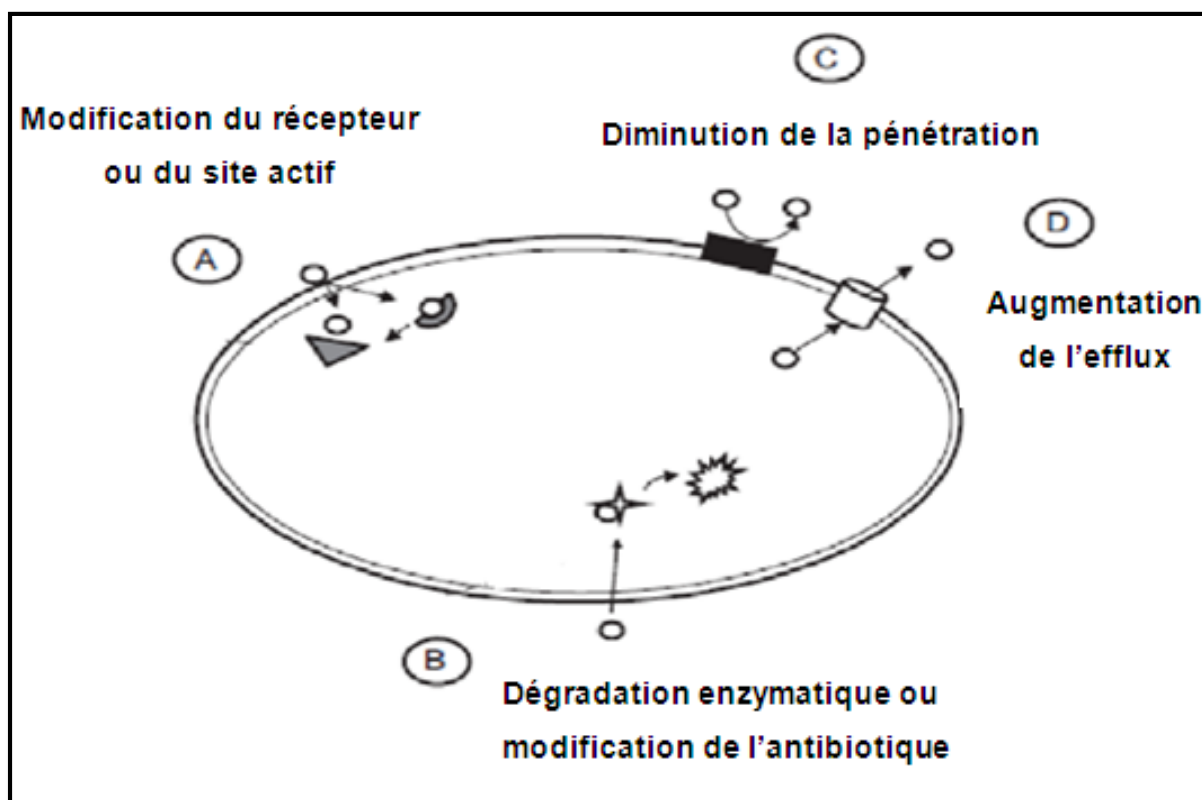 C
Modification du récepteur
ou du site actif
Diminution de la pénétration
D
A
Augmentation
de l'efflux
B
Dégradation enzymatique ou
modification de l'antibiotique